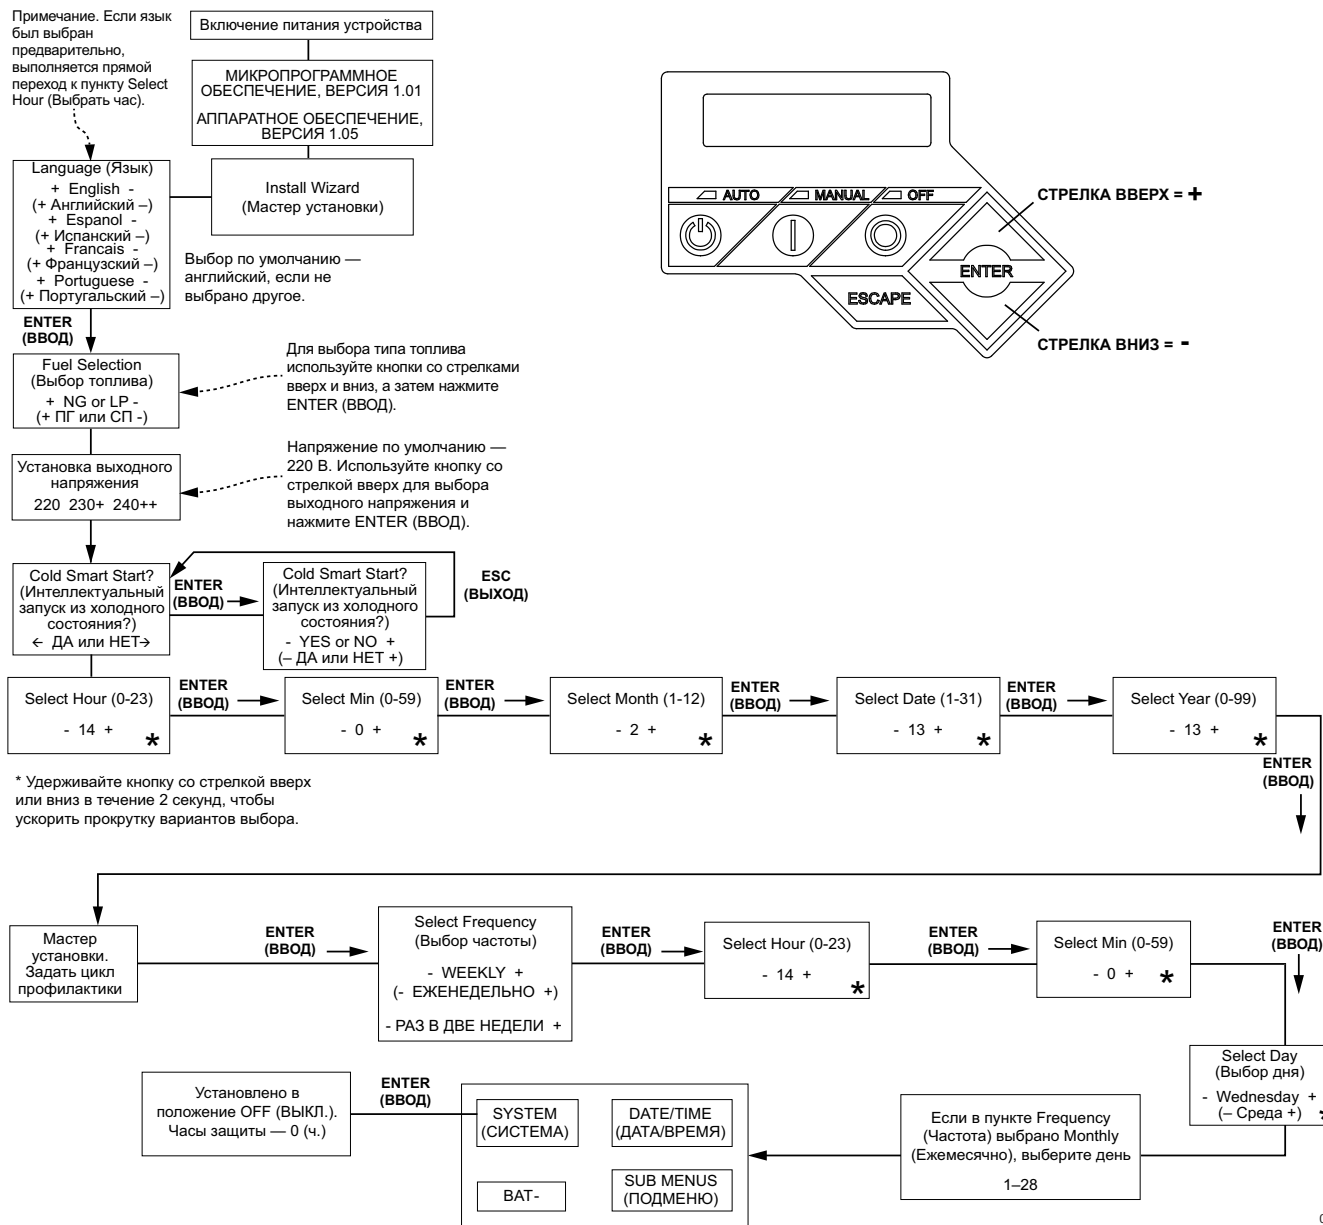 Примечание. Если язык
был выбран
предварительно,
выполняется прямой
переход к пункту Select
Hour (Выбрать час).
Включение питания устройства
МИКРОПРОГРАММНОЕ
ОБЕСПЕЧЕНИЕ, ВЕРСИЯ 1.01
АППАРАТНОЕ ОБЕСПЕЧЕНИЕ,
ВЕРСИЯ 1.05
Install Wizard
(Мастер установки)
Language (Язык)
+ English -
(+ Английский –)
+ Espanol -
(+ Испанский –)
+ Francais -
(+ Французский –)
+ Portuguese -
(+ Португальский –)
Выбор по умолчанию —
английский, если не
выбрано другое.
AUTO
MANUAL
OFF
ENTER
ESCAPE
СТРЕЛКА ВВЕРХ = +
СТРЕЛКА ВНИЗ = -
ENTER
(ВВОД)
Fuel Selection
(Выбор топлива)
+ NG or LP -
(+ ПГ или СП -)
Для выбора типа топлива
используйте кнопки со стрелками
вверх и вниз, а затем нажмите
ENTER (ВВОД).
Установка выходного
напряжения
220 230+ 240++
Напряжение по умолчанию —
220 В. Используйте кнопку со
стрелкой вверх для выбора
выходного напряжения и
нажмите ENTER (ВВОД).
Cold Smart Start?
(Интеллектуальный
запуск из холодного
состояния?)
← ДА или НЕТ→
ENTER
(ВВОД)
Cold Smart Start?
(Интеллектуальный
запуск из холодного
состояния?)
- YES or NO +
(– ДА или НЕТ +)
ESC
(ВЫХОД)
Select Hour (0-23)
- 14 + *
ENTER
(ВВОД)
Select Min (0-59)
- 0 + *
ENTER
(ВВОД)
Select Month (1-12)
- 2 + *
ENTER
(ВВОД)
Select Date (1-31)
- 13 + *
ENTER
(ВВОД)
Select Year (0-99)
- 13 + *
ENTER
(ВВОД)
* Удерживайте кнопку со стрелкой вверх
или вниз в течение 2 секунд, чтобы
ускорить прокрутку вариантов выбора.
Мастер
установки.
Задать цикл
профилактики
ENTER
(ВВОД)
Select Frequency
(Выбор частоты)
- WEEKLY +
(- ЕЖЕНЕДЕЛЬНО +)
- РАЗ В ДВЕ НЕДЕЛИ +
ENTER
(ВВОД)
Select Hour (0-23)
- 14 + *
ENTER
(ВВОД)
Select Min (0-59)
- 0 + *
ENTER
(ВВОД)
Select Day
(Выбор дня)
- Wednesday +
(– Среда +)
Если в пункте Frequency
(Частота) выбрано Monthly
(Ежемесячно), выберите день
1–28
SYSTEM
(СИСТЕМА)
DATE/TIME
(ДАТА/ВРЕМЯ)
BAT-
SUB MENUS
(ПОДМЕНЮ)
ENTER
(ВВОД)
Установлено в
положение OFF (ВЫКЛ.).
Часы защиты — 0 (ч.)